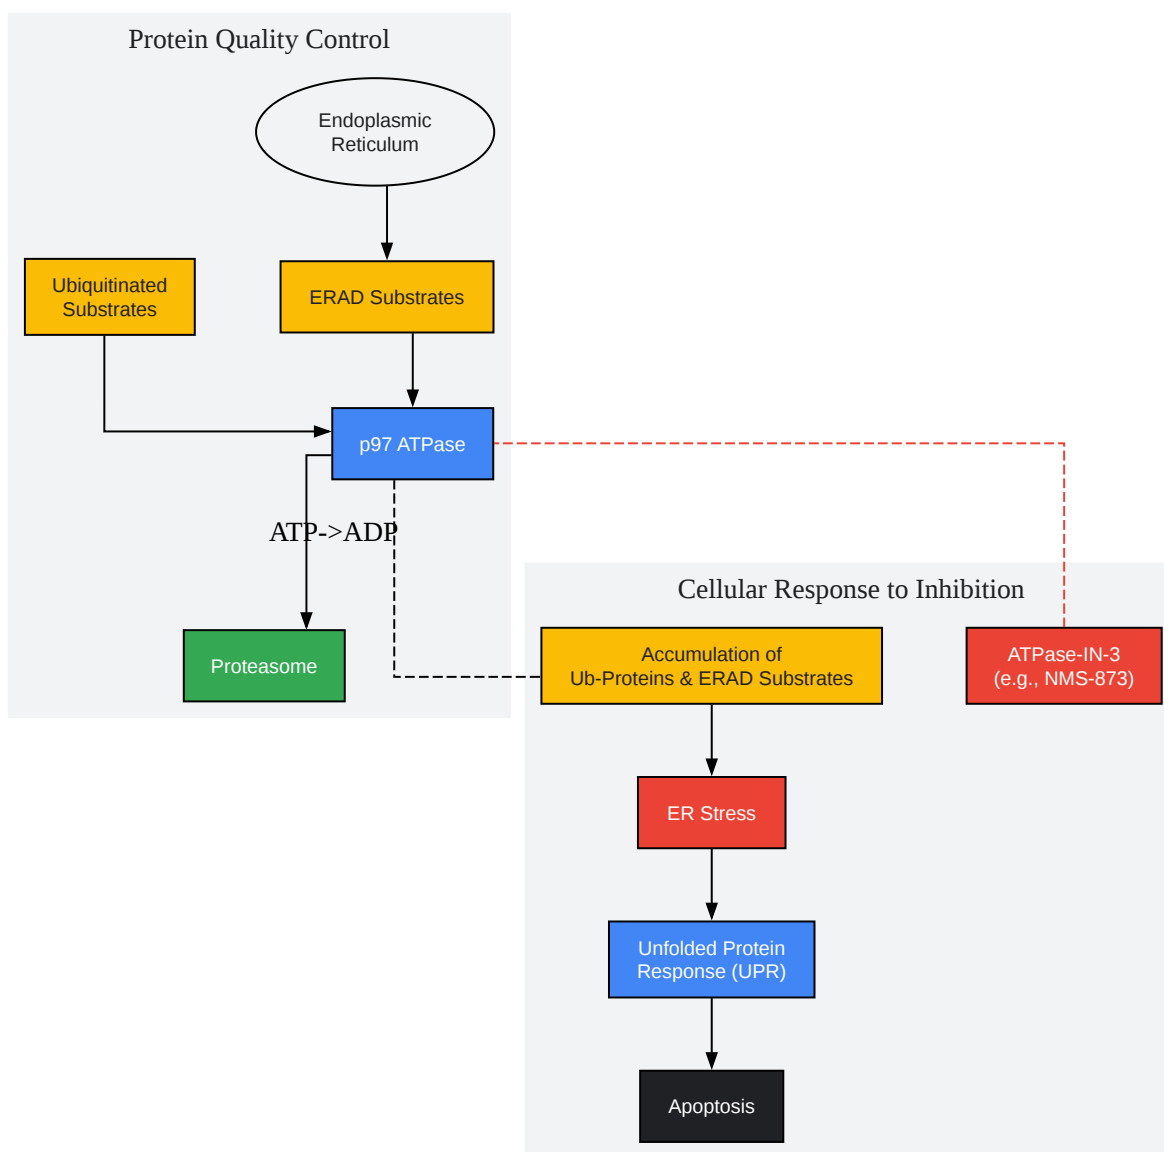 Protein Quality Control
Endoplasmic
Reticulum
Ubiquitinated
Substrates
ERAD Substrates
p97 ATPase
ATP->ADP
Proteasome
Cellular Response to Inhibition
Accumulation of
Ub-Proteins & ERAD Substrates
ATPase-IN-3
(e.g., NMS-873)
ER Stress
Unfolded Protein
Response (UPR)
Apoptosis